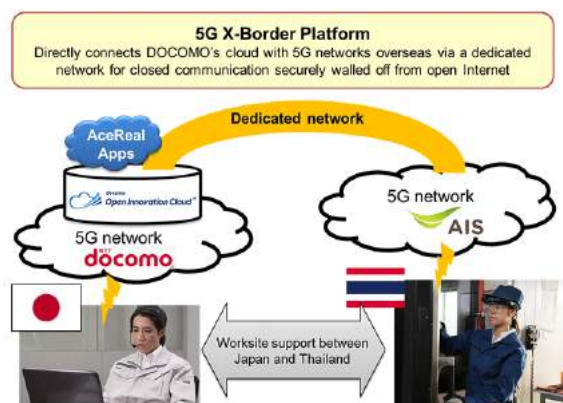 5G X-Border Platform
Directly connects DOCOMO's cloud with 5G networks overseas via a dedicated
network for closed communication securely walled off from open Internet
AceReal
Apps
Dedicated network
docomo
Open Innovation Cloud
5G network
NTT
docomo
5G network
AIS
Worksite support between
Japan and Thailand